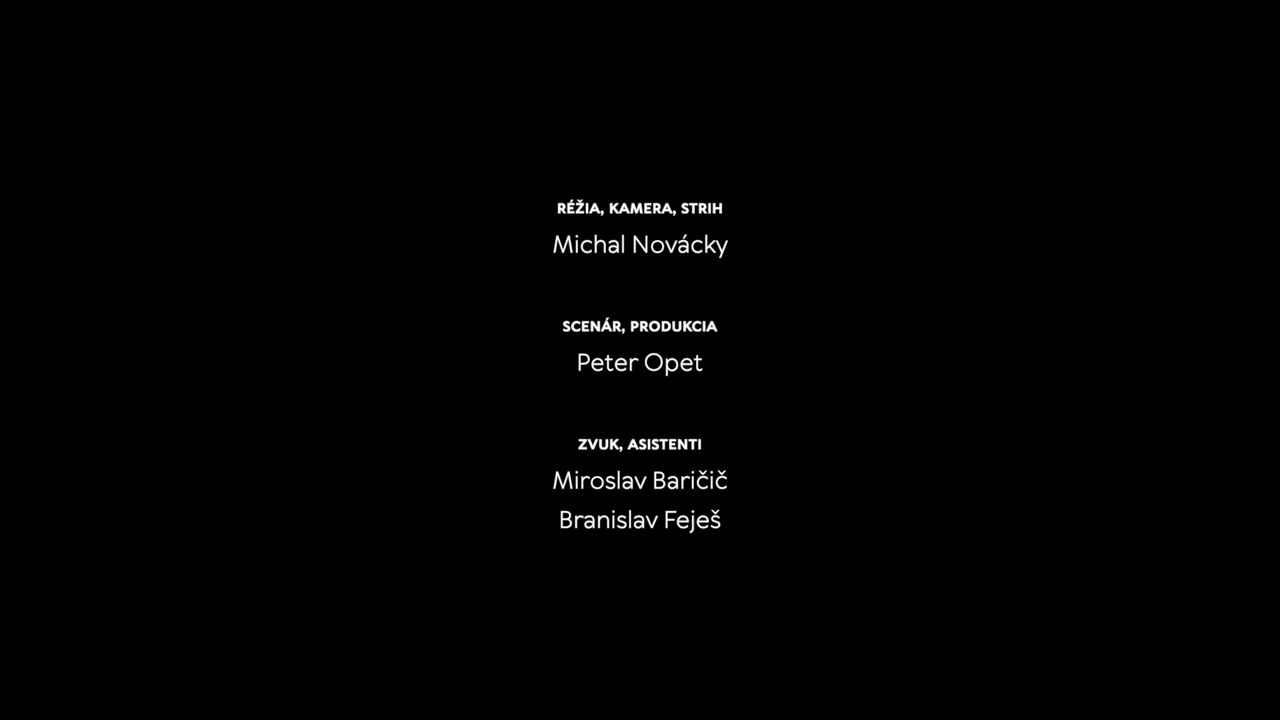 RÉŽIA, KAMERA, STRIH
Michal Novácky
SCENÁR, PRODUKCIA
Peter Opet
ZVUK, ASISTENTI
Miroslav Baričič
Branislav Feješ